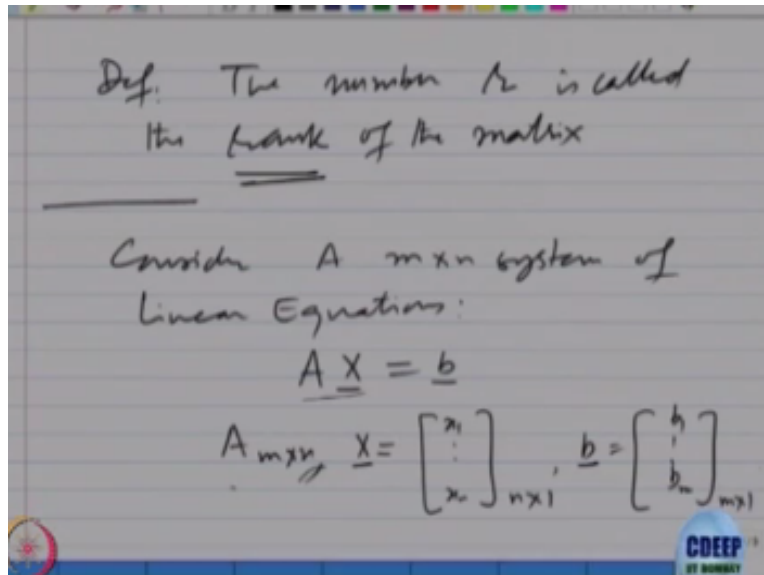 Def. The number r is called
the rank of the matrix
Consider A m×n system of
Linear Equations:
A X = b
A m×n, X = [x₁ ⋮ xₙ] n×1, b = [b₁ ⋮ bₘ] m×1
CDEEP
IIT BOMBAY